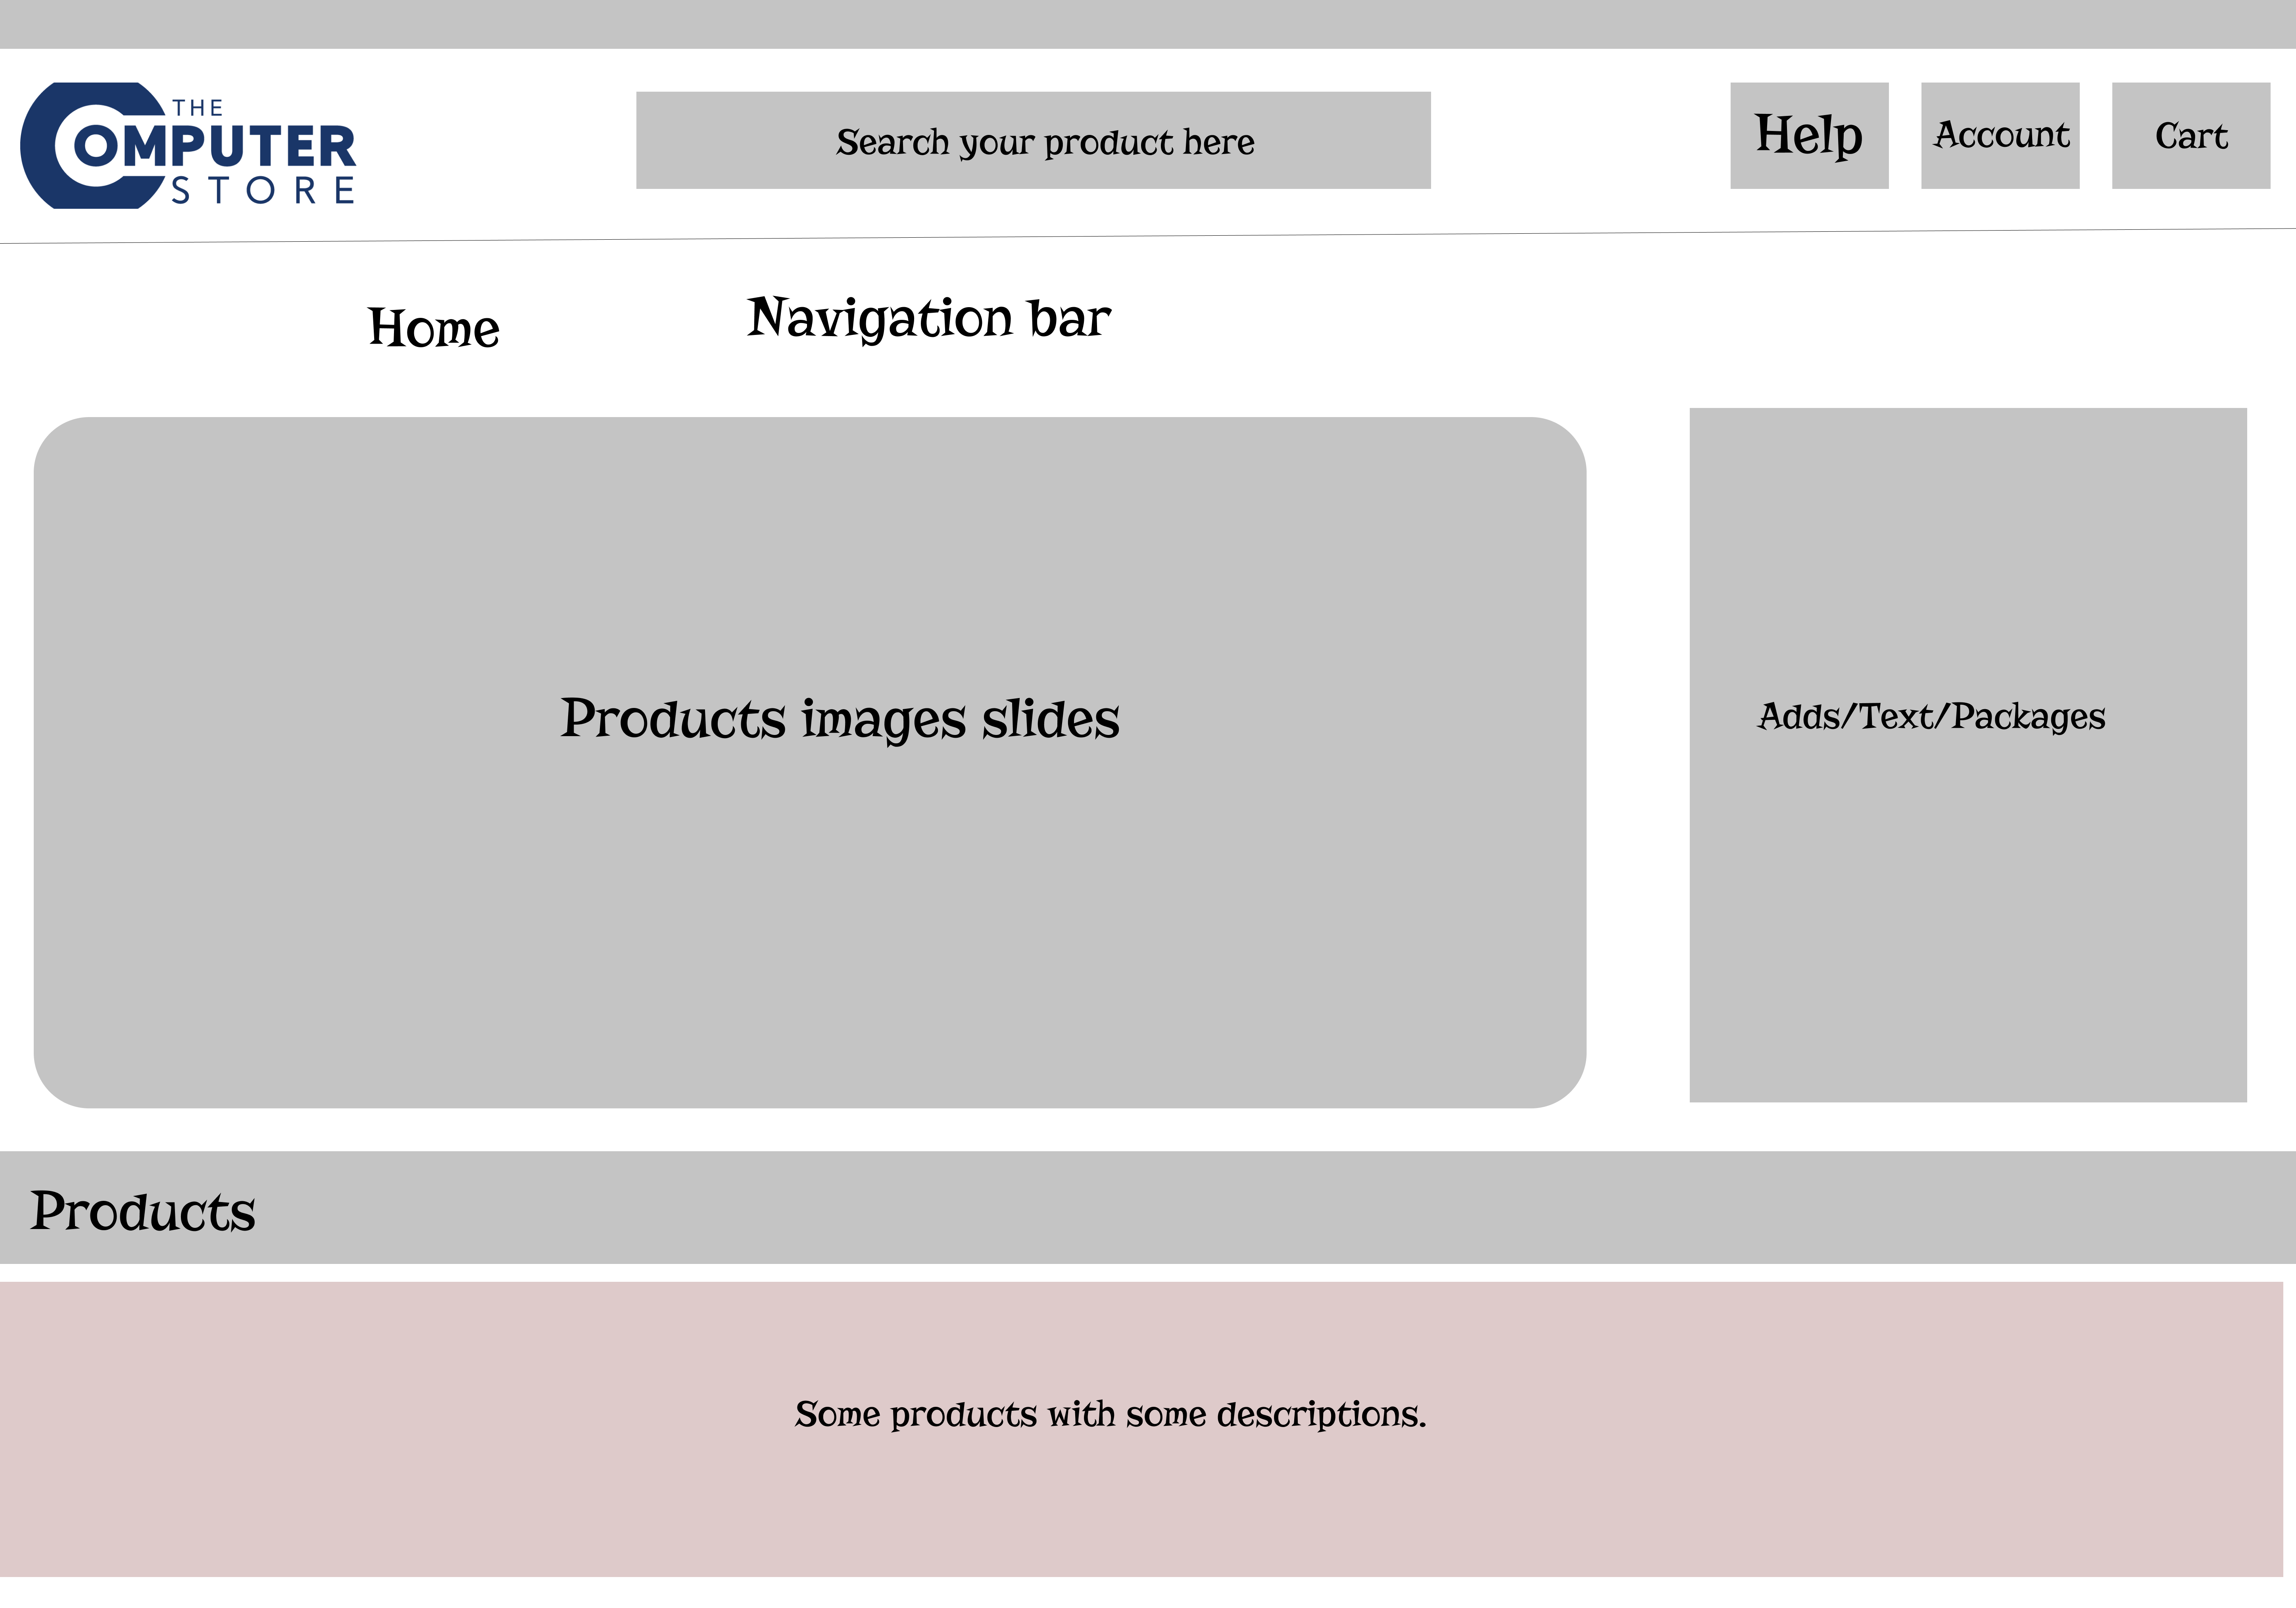 THE
COMPUTER
STORE
Search your product here
Help
Account
Cart
Home
Navigation bar
Products images slides
Adds/Text/Packages
Products
Some products with some descriptions.